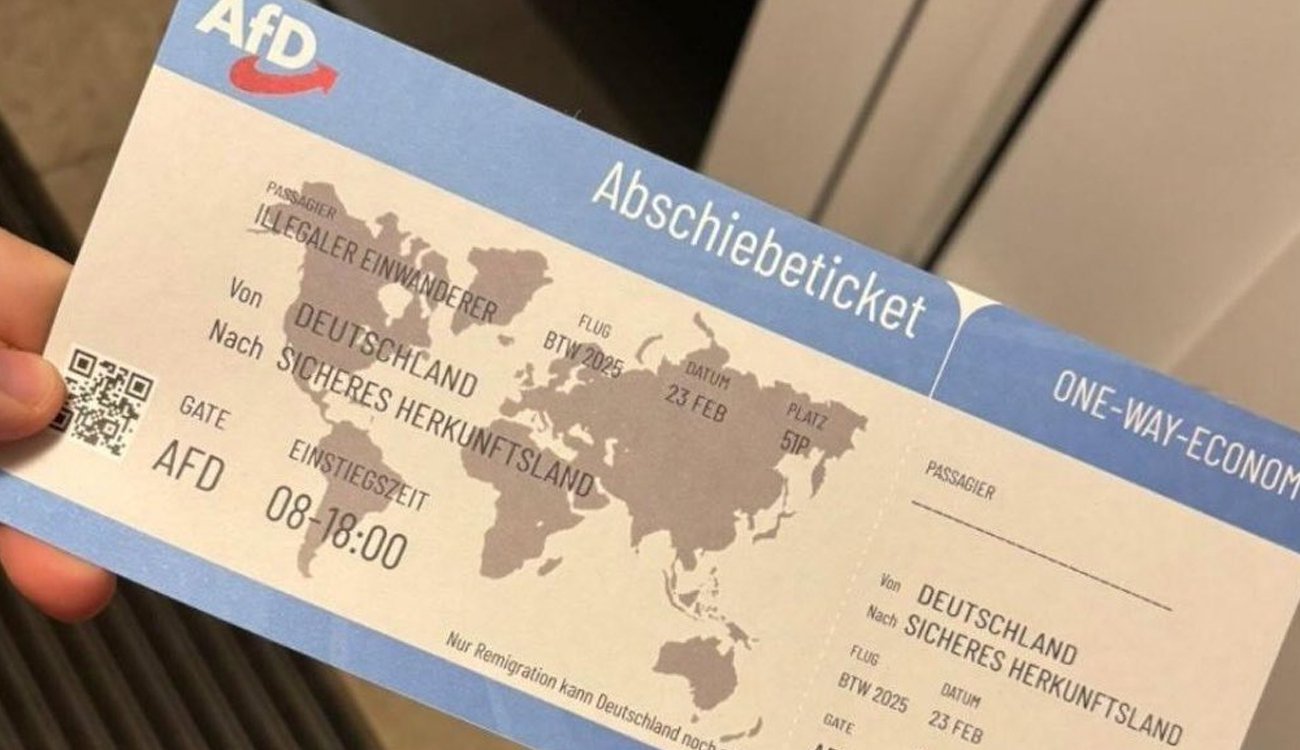 AfD
Abschiebeticket
PASSAGIER
ILLEGALER EINWANDERER
Von DEUTSCHLAND
Nach SICHERES HERKUNFTSLAND
FLUG
BTW 2025
DATUM
23 FEB
PLATZ
51P
GATE
AFD
EINSTIEGSZEIT
08-18:00
Nur Remigration kann Deutschland noch
ONE-WAY-ECONOM
PASSAGIER
Von DEUTSCHLAND
Nach SICHERES HERKUNFTSLAND
FLUG
BTW 2025
DATUM
23 FEB
GATE